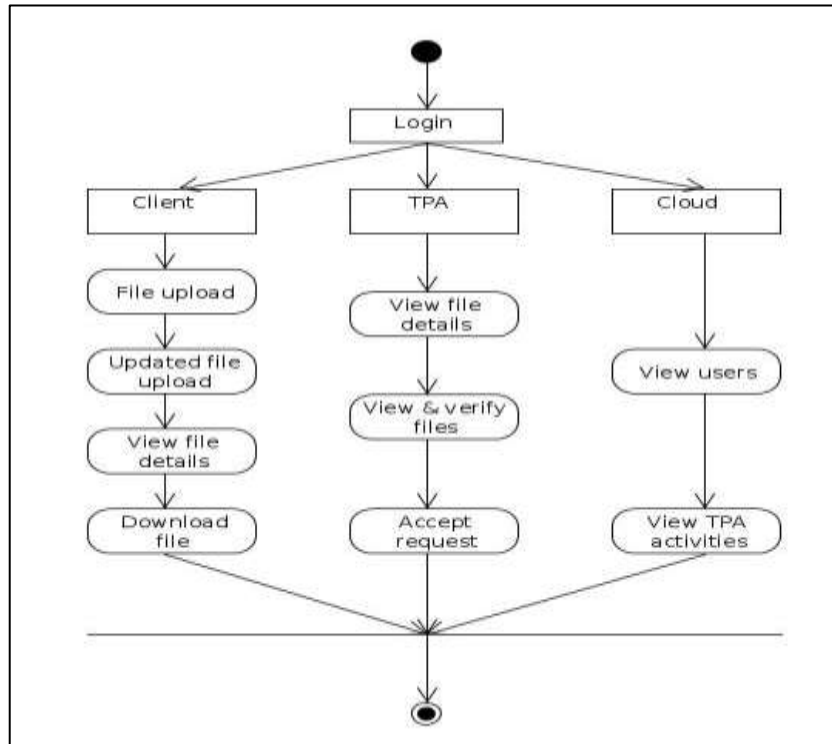 Login
Client
TPA
Cloud
File upload
View file
details
Updated file
upload
View users
View & verify
files
View file
details
Download
file
Accept
request
View TPA
activities